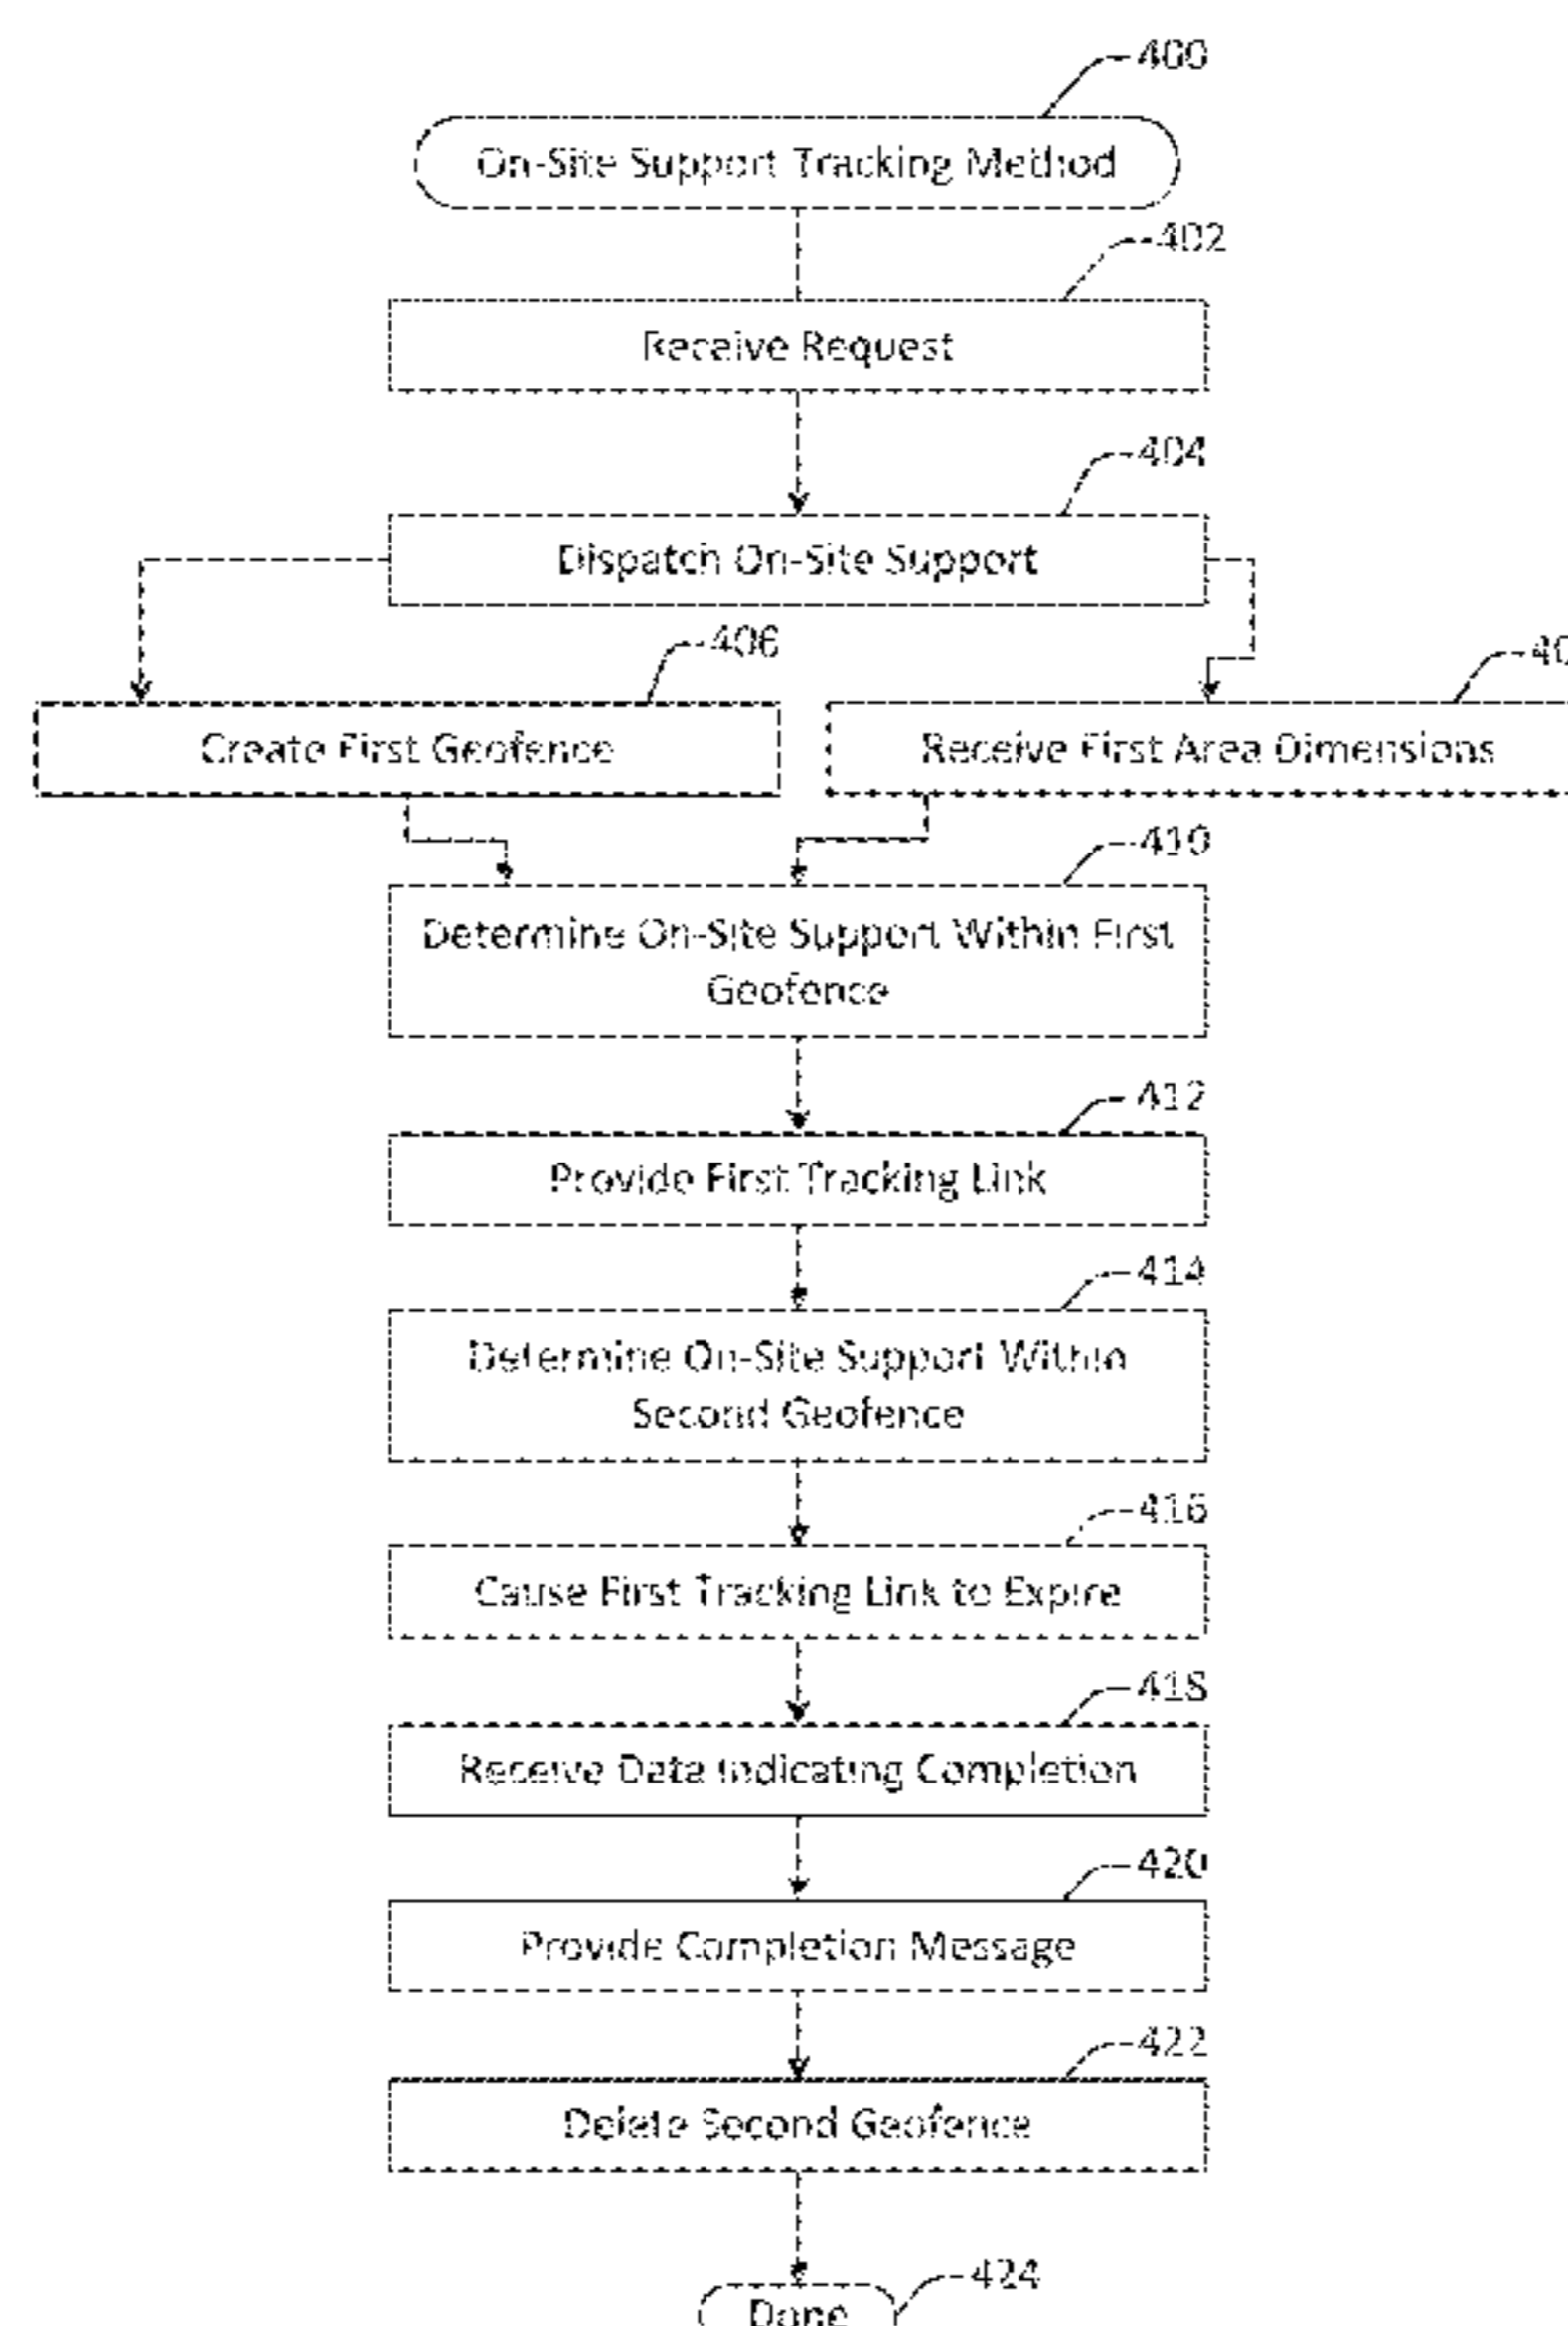 400
On-Site Support Tracking Method
402
Receive Request
404
Dispatch On-Site Support
406
40
Create First Geofence
Receive First Area Dimensions
410
Determine On-Site Support Within First
Geofence
412
Provide First Tracking Link
414
Determine On-Site Support Within
Second Geofence
416
Cause First Tracking Link to Expire
418
Receive Data Indicating Completion
420
Provide Completion Message
422
Delete Second Geofence
424
Done